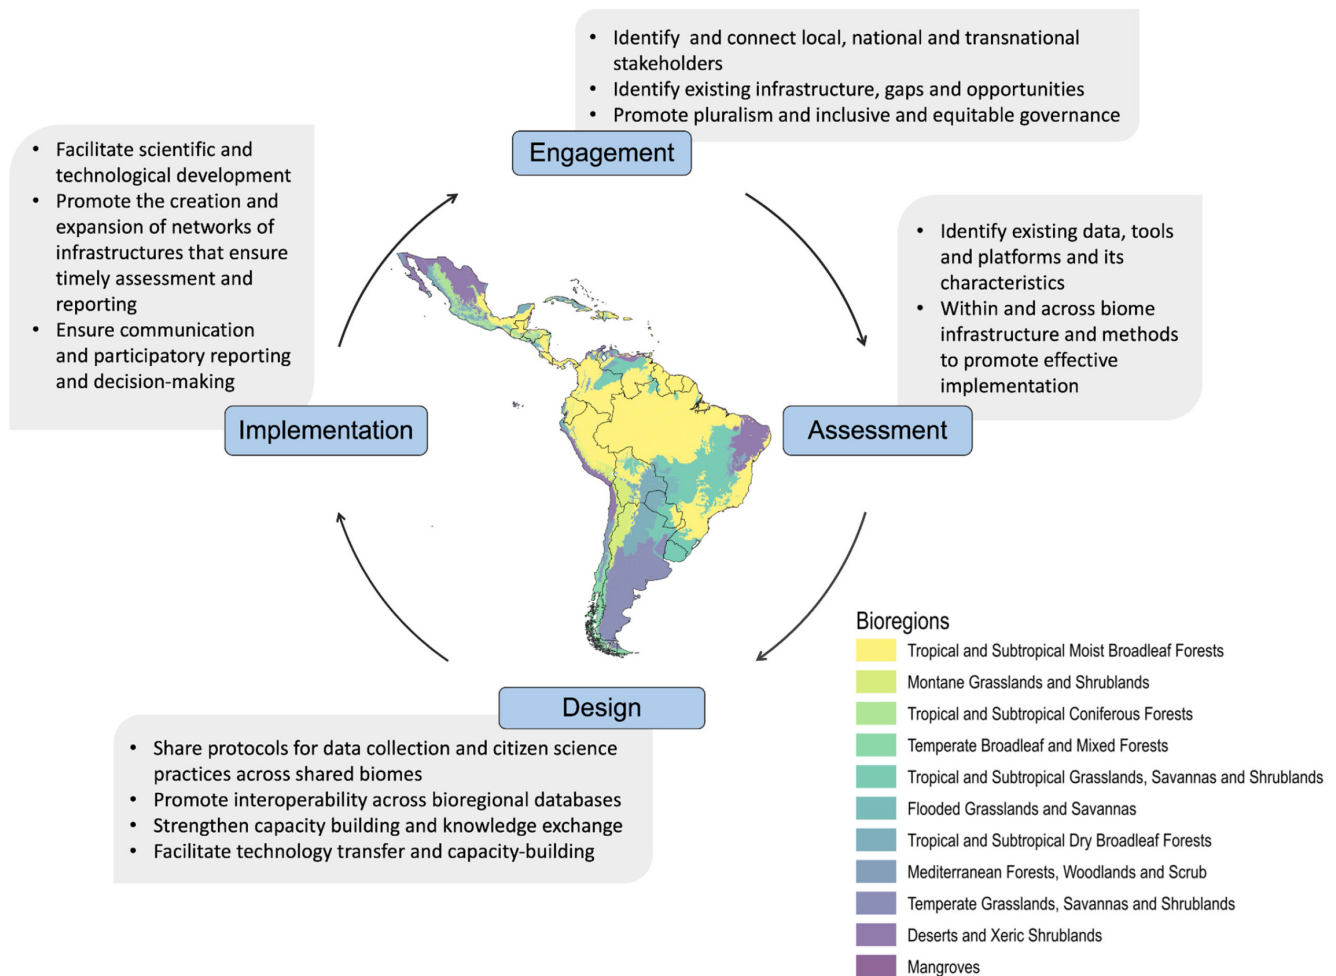 • Identify and connect local, national and transnational
stakeholders
• Identify existing infrastructure, gaps and opportunities
• Promote pluralism and inclusive and equitable governance
Engagement
• Facilitate scientific and
technological development
• Promote the creation and
expansion of networks of
infrastructures that ensure
timely assessment and
reporting
• Ensure communication
and participatory reporting
and decision-making
Implementation
• Identify existing data, tools
and platforms and its
characteristics
• Within and across biome
infrastructure and methods
to promote effective
implementation
Assessment
Design
• Share protocols for data collection and citizen science
practices across shared biomes
• Promote interoperability across bioregional databases
• Strengthen capacity building and knowledge exchange
• Facilitate technology transfer and capacity-building
Bioregions
Tropical and Subtropical Moist Broadleaf Forests
Montane Grasslands and Shrublands
Tropical and Subtropical Coniferous Forests
Temperate Broadleaf and Mixed Forests
Tropical and Subtropical Grasslands, Savannas and Shrublands
Flooded Grasslands and Savannas
Tropical and Subtropical Dry Broadleaf Forests
Mediterranean Forests, Woodlands and Scrub
Temperate Grasslands, Savannas and Shrublands
Deserts and Xeric Shrublands
Mangroves